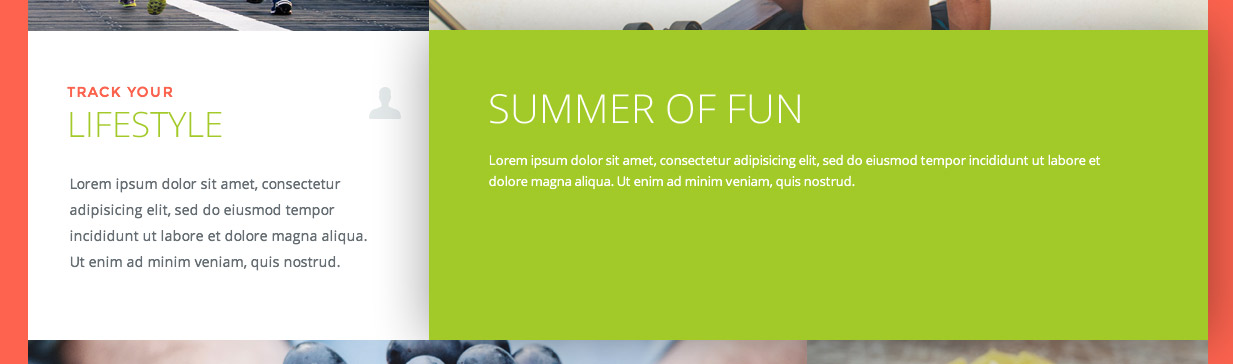 TRACK YOUR
LIFESTYLE
Lorem ipsum dolor sit amet, consectetur
adipisicing elit, sed do eiusmod tempor
incididunt ut labore et dolore magna aliqua.
Ut enim ad minim veniam, quis nostrud.
SUMMER OF FUN
Lorem ipsum dolor sit amet, consectetur adipisicing elit, sed do eiusmod tempor incididunt ut labore et
dolore magna aliqua. Ut enim ad minim veniam, quis nostrud.